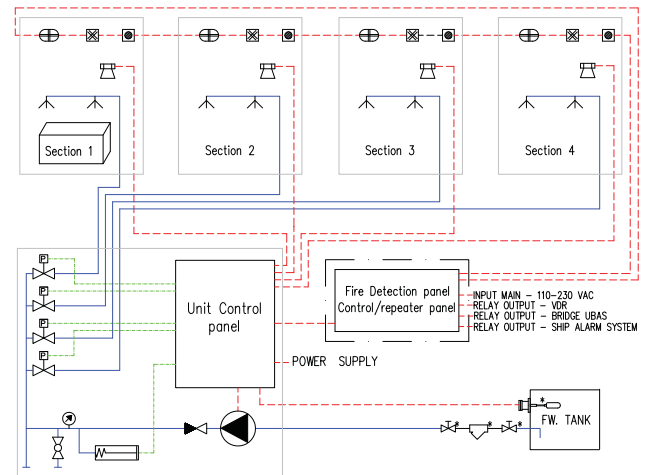 Section 1
Section 2
Section 3
Section 4
P
P
P
P
Unit Control
panel
Fire Detection panel
Control/repeater panel
INPUT MAIN - 110-230 VAC
RELAY OUTPUT - VDR
RELAY OUTPUT - BRIDGE UBAS
RELAY OUTPUT - SHIP ALARM SYSTEM
POWER SUPPLY
*
*
FW. TANK
*
*